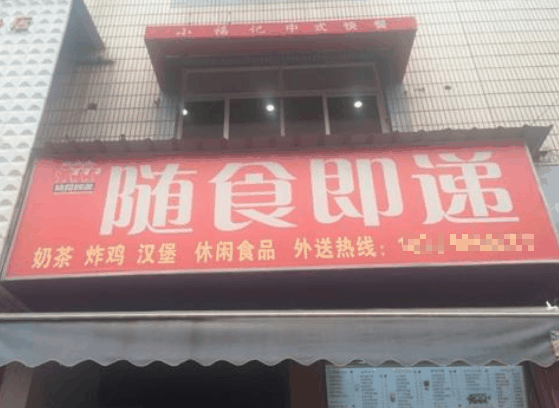 小福记中式快餐
随食即递
奶茶 炸鸡 汉堡 休闲食品 外送热线：